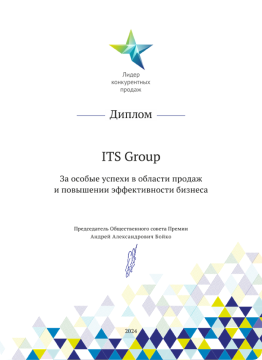 Лидер
конкурентных
продаж
Диплом
ITS Group
За особые успехи в области продаж
и повышении эффективности бизнеса
Председатель Общественного совета Премии
Андрей Александрович Бойко
2024